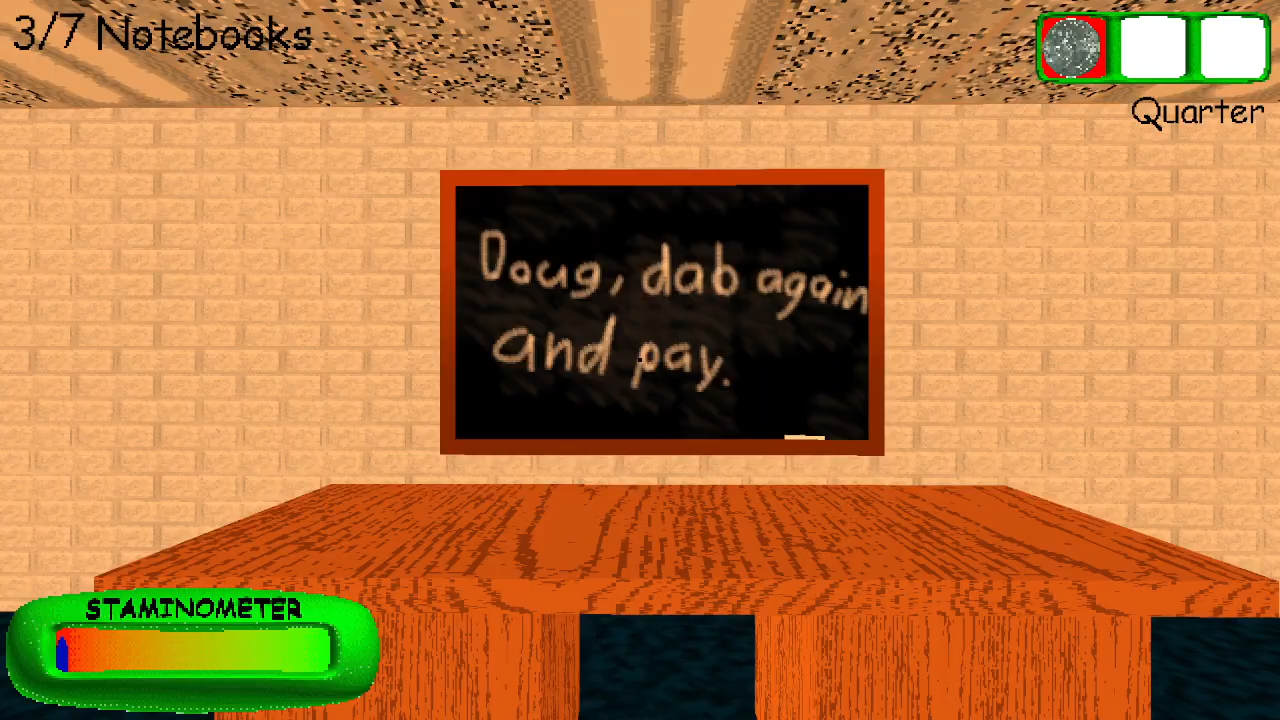 3/7 Notebooks
Quarter
Doug, dab again
and pay.
STAMINOMETER